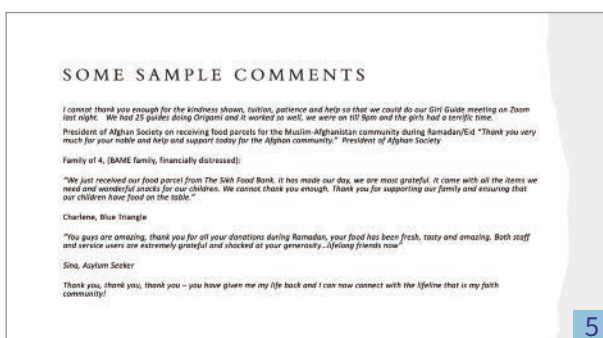 SOME SAMPLE COMMENTS
I cannot thank you enough for the kindness shown, tuition, patience and help so that we could do our Girl Guide meeting on Zoom
last night. We had 25 guides doing Origami and it worked so well, we were on till 9pm and the girls had a terrific time.
President of Afghan Society on receiving food parcels for the Muslim-Afghanistan community during Ramadan/Eid "Thank you very
much for your noble and help and support today for the Afghan community." President of Afghan Society
Family of 4, (BAME family, financially distressed):
"We just received our food parcel from The Sikh Food Bank. It has made our day, we are most grateful. It came with all the items we
need and wonderful snacks for our children. We cannot thank you enough. Thank you for supporting our family and ensuring that
our children have food on the table."
Charlene, Blue Triangle
"You guys are amazing, thank you for all your donations during Ramadan, your food has been fresh, tasty and amazing. Both staff
and service users are extremely grateful and shocked at your generosity...lifelong friends now"
Sina, Asylum Seeker
Thank you, thank you, thank you – you have given me my life back and I can now connect with the lifeline that is my faith
community!
5